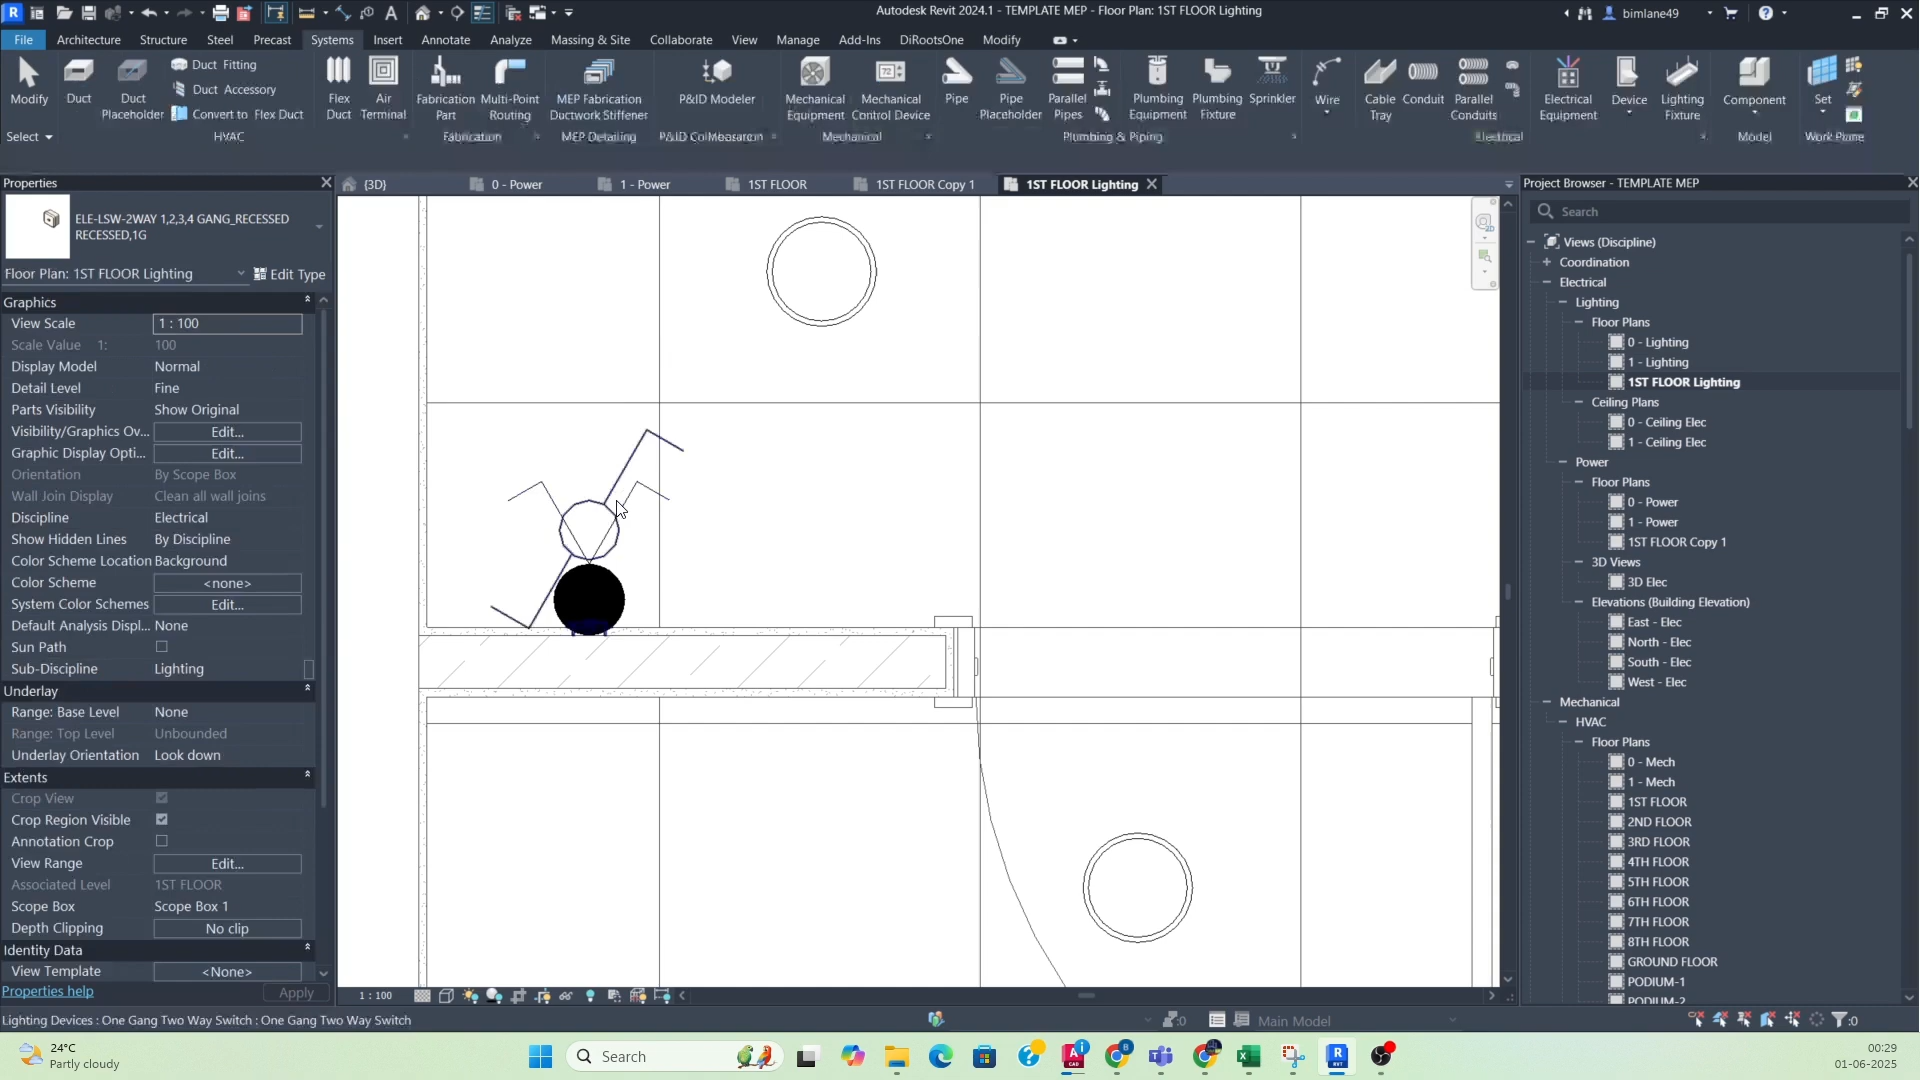 Autodesk Revit 2024.1 - TEMPLATE MEP - Floor Plan: 1ST FLOOR Lighting
bimlane49
File Architecture Structure Steel Precast Systems Insert Annotate Analyze Massing & Site Collaborate View Manage Add-Ins DiRootsOne Modify
Modify
Duct
Duct Placeholder
Duct Fitting
Duct Accessory
Convert to Flex Duct
Flex Duct
Air Terminal
Fabrication Part
Multi-Point Routing
MEP Fabrication Ductwork Stiffener
P&ID Modeler
Mechanical Equipment
Mechanical Control Device
Pipe
Pipe Placeholder
Parallel Pipes
Plumbing Equipment
Plumbing Fixture
Sprinkler
Wire
Cable Tray
Conduit
Parallel Conduits
Electrical Equipment
Device
Lighting Fixture
Component
Set
Select HVAC Fabrication MEP Detailing P&ID Collaboration Mechanical Plumbing & Piping Electrical Model Work Plane
Properties
{3D} 0 - Power 1 - Power 1ST FLOOR 1ST FLOOR Copy 1 1ST FLOOR Lighting
ELE-LSW-2WAY 1,2,3,4 GANG_RECESSED
RECESSED,1G
Floor Plan: 1ST FLOOR Lighting Edit Type
Graphics
View Scale 1 : 100
Scale Value 1: 100
Display Model Normal
Detail Level Fine
Parts Visibility Show Original
Visibility/Graphics Ov... Edit...
Graphic Display Opti... Edit...
Orientation By Scope Box
Wall Join Display Clean all wall joins
Discipline Electrical
Show Hidden Lines By Discipline
Color Scheme Location Background
Color Scheme <none>
System Color Schemes Edit...
Default Analysis Displ... None
Sun Path
Sub-Discipline Lighting
Underlay
Range: Base Level None
Range: Top Level Unbounded
Underlay Orientation Look down
Extents
Crop View
Crop Region Visible
Annotation Crop
View Range Edit...
Associated Level 1ST FLOOR
Scope Box Scope Box 1
Depth Clipping No clip
Identity Data
View Template <None>
Properties help Apply
1 : 100
Project Browser - TEMPLATE MEP
Search
Views (Discipline)
Coordination
Electrical
Lighting
Floor Plans
0 - Lighting
1 - Lighting
1ST FLOOR Lighting
Ceiling Plans
0 - Ceiling Elec
1 - Ceiling Elec
Power
Floor Plans
0 - Power
1 - Power
1ST FLOOR Copy 1
3D Views
3D Elec
Elevations (Building Elevation)
East - Elec
North - Elec
South - Elec
West - Elec
Mechanical
HVAC
Floor Plans
0 - Mech
1 - Mech
1ST FLOOR
2ND FLOOR
3RD FLOOR
4TH FLOOR
5TH FLOOR
6TH FLOOR
7TH FLOOR
8TH FLOOR
GROUND FLOOR
PODIUM-1
PODIUM-2
Lighting Devices : One Gang Two Way Switch : One Gang Two Way Switch
:0
Main Model
:0
24°C
Partly cloudy
Search
00:29
01-06-2025